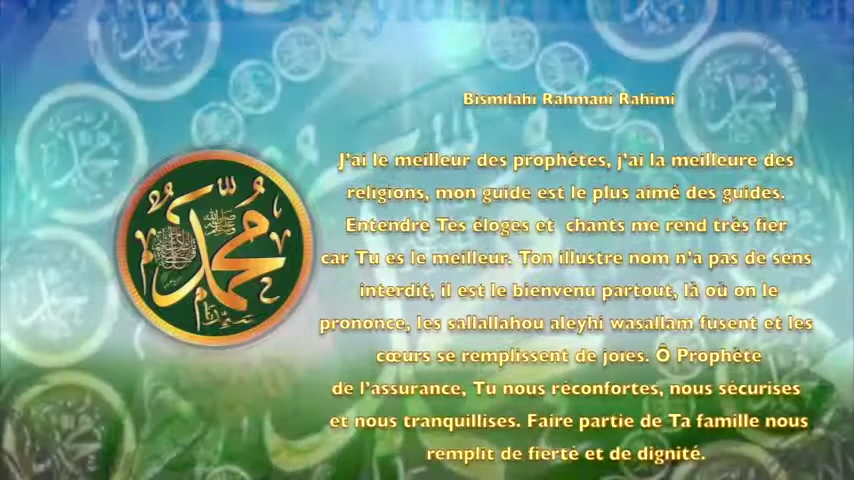 Bismilahi Rahmani Rahimi
J'ai le meilleur des prophètes, j'ai la meilleure des
religions, mon guide est le plus aimé des guides.
Entendre Tes éloges et chants me rend très fier
car Tu es le meilleur. Ton illustre nom n'a pas de sens
interdit, il est le bienvenu partout, là où on le
prononce, les sallallahou aleyhi wasallam fusent et les
cœurs se remplissent de joies. Ô Prophète
de l'assurance, Tu nous réconfortes, nous sécurises
et nous tranquillises. Faire partie de Ta famille nous
remplit de fierté et de dignité.
محمد